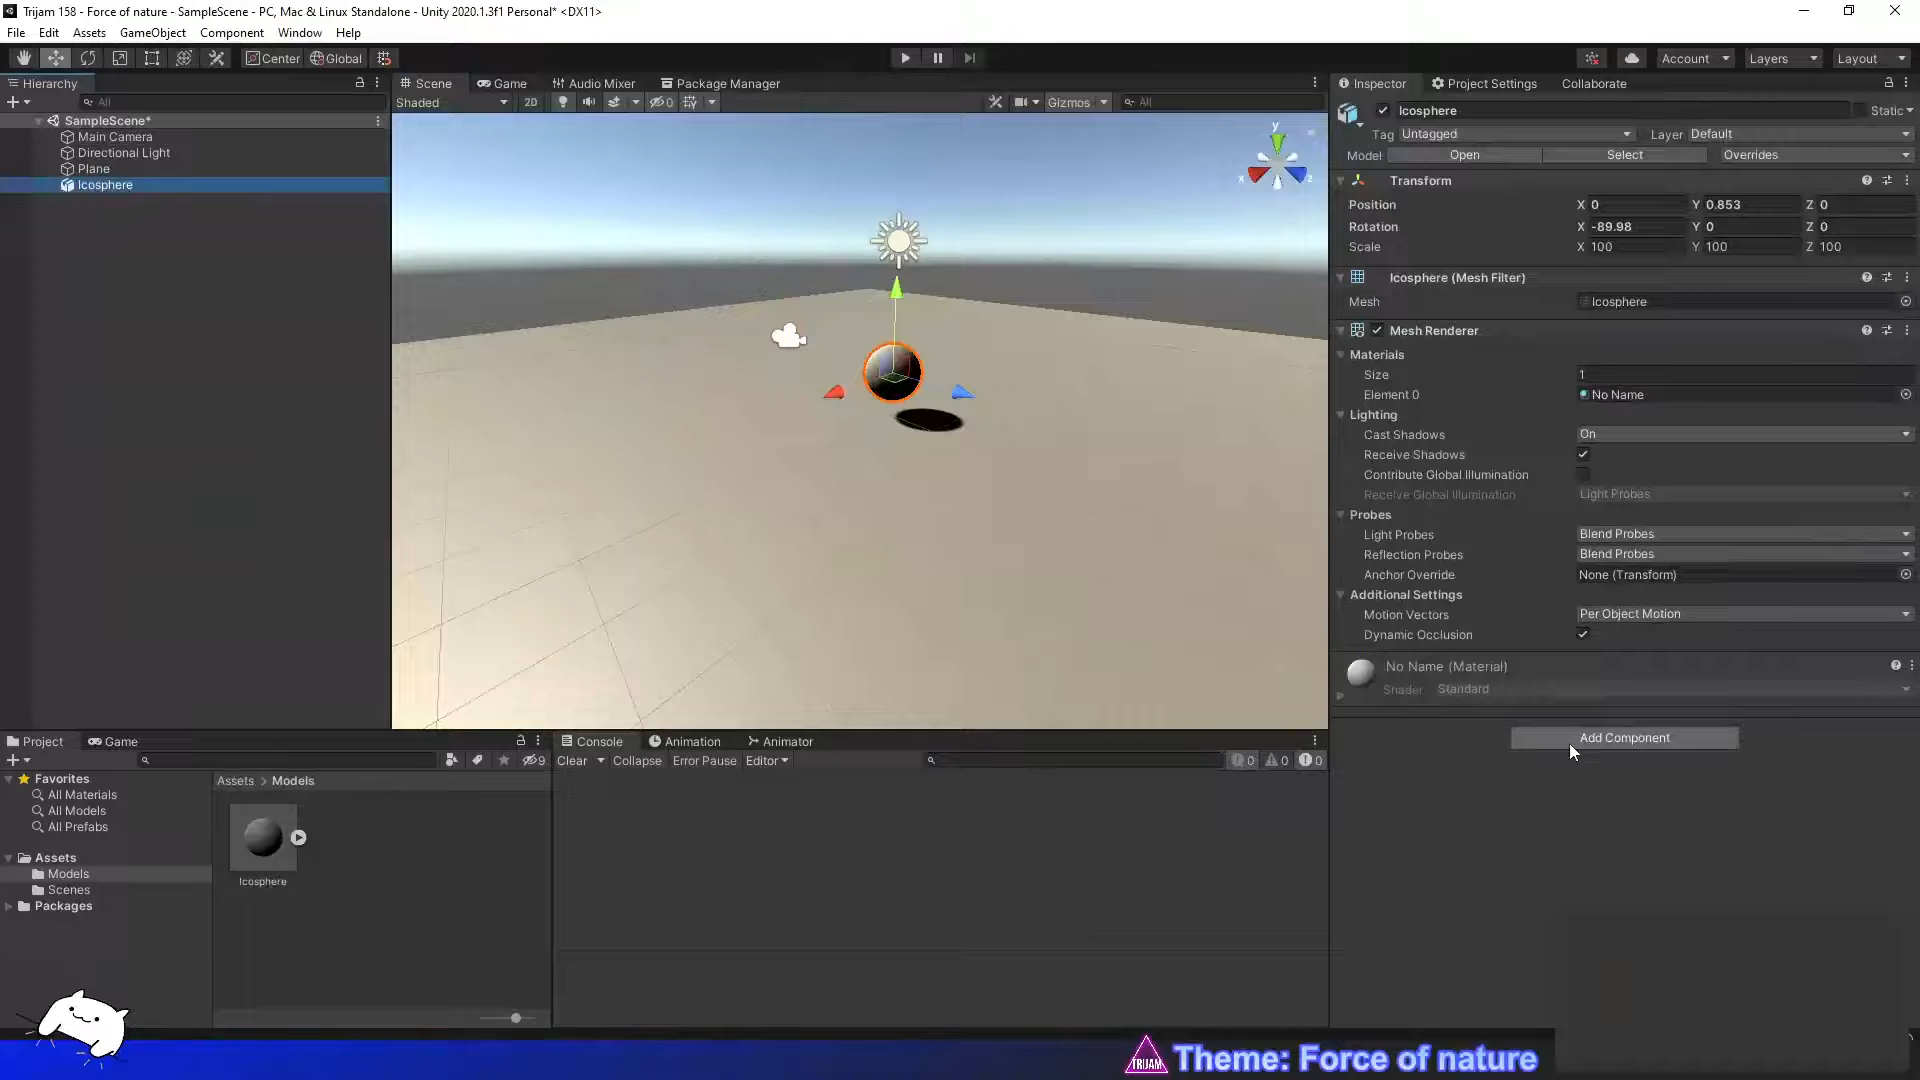 Trijam 158 - Force of nature - SampleScene - PC, Mac & Linux Standalone - Unity 2020.1.3f1 Personal* <DX11>
File Edit Assets GameObject Component Window Help
Center Global Account Layers Layout
Hierarchy
All
SampleScene*
Main Camera
Directional Light
Plane
Icosphere
Scene Game Audio Mixer Package Manager
Shaded 2D 0 Gizmos All
y
x z
Inspector Project Settings Collaborate
Icosphere Static
Tag Untagged Layer Default
Model Open Select Overrides
Transform
Position X 0 Y 0.853 Z 0
Rotation X -89.98 Y 0 Z 0
Scale X 100 Y 100 Z 100
Icosphere (Mesh Filter)
Mesh Icosphere
Mesh Renderer
Materials
Size 1
Element 0 No Name
Lighting
Cast Shadows On
Receive Shadows
Contribute Global Illumination
Receive Global Illumination Light Probes
Probes
Light Probes Blend Probes
Reflection Probes Blend Probes
Anchor Override None (Transform)
Additional Settings
Motion Vectors Per Object Motion
Dynamic Occlusion
No Name (Material)
Shader Standard
Add Component
Project Game
9
Favorites
All Materials
All Models
All Prefabs
Assets
Models
Scenes
Packages
Assets > Models
Icosphere
Console Animation Animator
Clear Collapse Error Pause Editor 0 0 0
TRIJAM
Theme: Force of nature